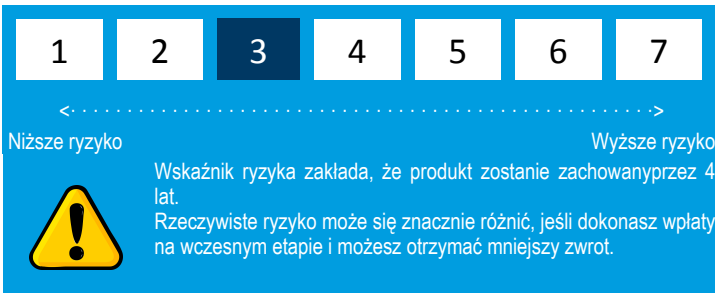 1 2 3 4 5 6 7
<····················································>
Niższe ryzyko Wyższe ryzyko
Wskaźnik ryzyka zakłada, że produkt zostanie zachowanyprzez 4
lat.
Rzeczywiste ryzyko może się znacznie różnić, jeśli dokonasz wpłaty
na wczesnym etapie i możesz otrzymać mniejszy zwrot.